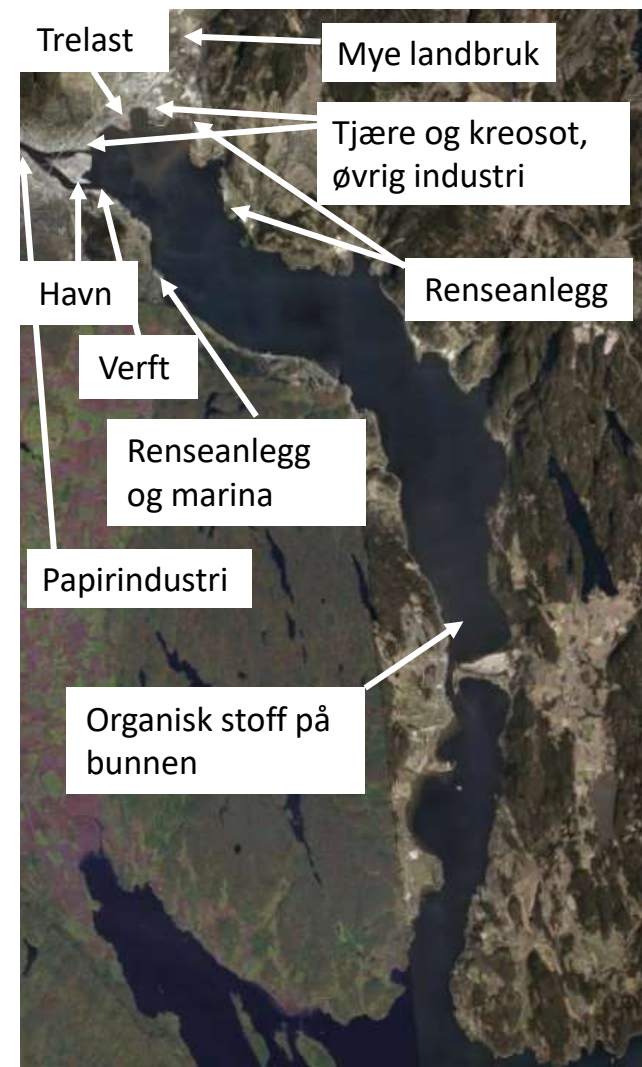 Trelast
Mye landbruk
Tjære og kreosot,
øvrig industri
Renseanlegg
Havn
Verft
Renseanlegg
og marina
Papirindustri
Organisk stoff på
bunnen